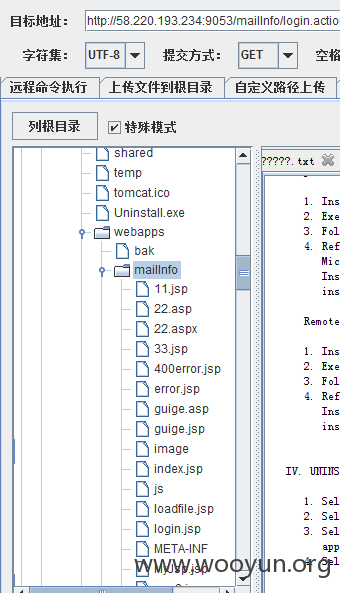 目标地址: http://58.220.193.234:9053/mailInfo/login.action
字符集: UTF-8 提交方式: GET 空格
远程命令执行 上传文件到根目录 自定义路径上传
列根目录 特殊模式
?????.txt
shared
temp
tomcat.ico
Uninstall.exe
webapps
bak
mailInfo
11.jsp
22.asp
22.aspx
33.jsp
400error.jsp
error.jsp
guige.asp
guige.jsp
image
index.jsp
js
loadfile.jsp
login.jsp
META-INF
MyJsp.jsp
1. Ins
2. Exe
3. Fol
4. Ref
Mic
Ins
ins
Remote
1. Ins
2. Exe
3. Fol
4. Ref
Ins
ins
IV. UNINS
1. Sel
2. Sel
3. Sel
app
4. Sel
www.wooyun.org